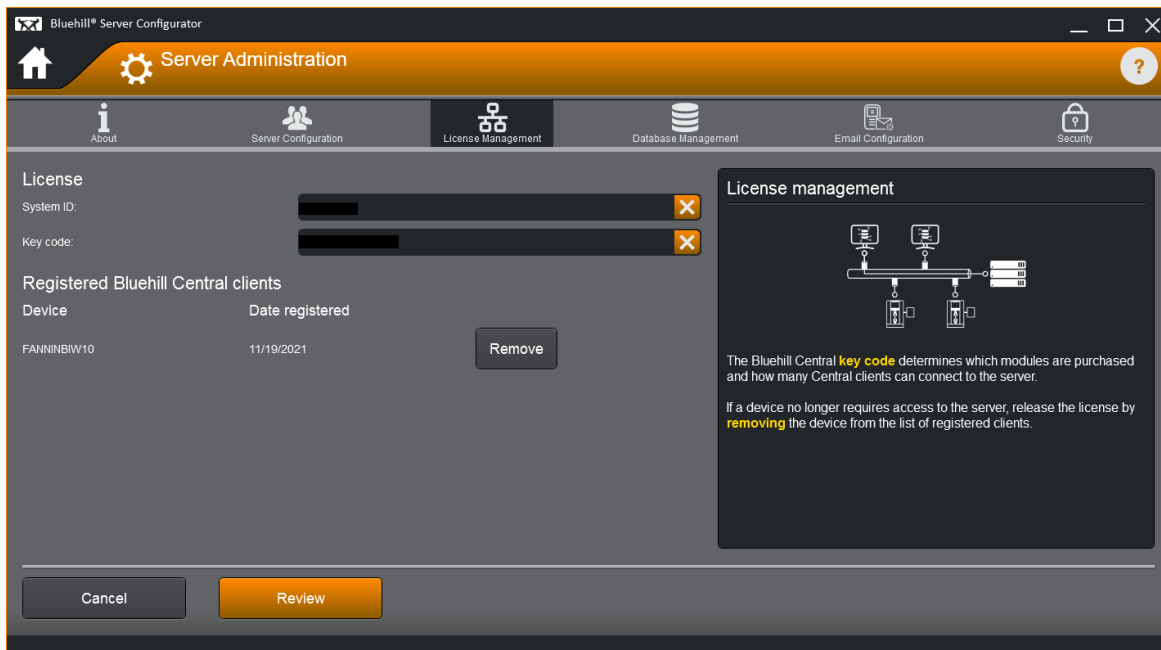 Bluehill® Server Configurator
Server Administration
?
About
Server Configuration
License Management
Database Management
Email Configuration
Security
License
System ID:
Key code:
Registered Bluehill Central clients
Device Date registered
FANNINBIW10 11/19/2021 Remove
License management
The Bluehill Central key code determines which modules are purchased
and how many Central clients can connect to the server.
If a device no longer requires access to the server, release the license by
removing the device from the list of registered clients.
Cancel
Review